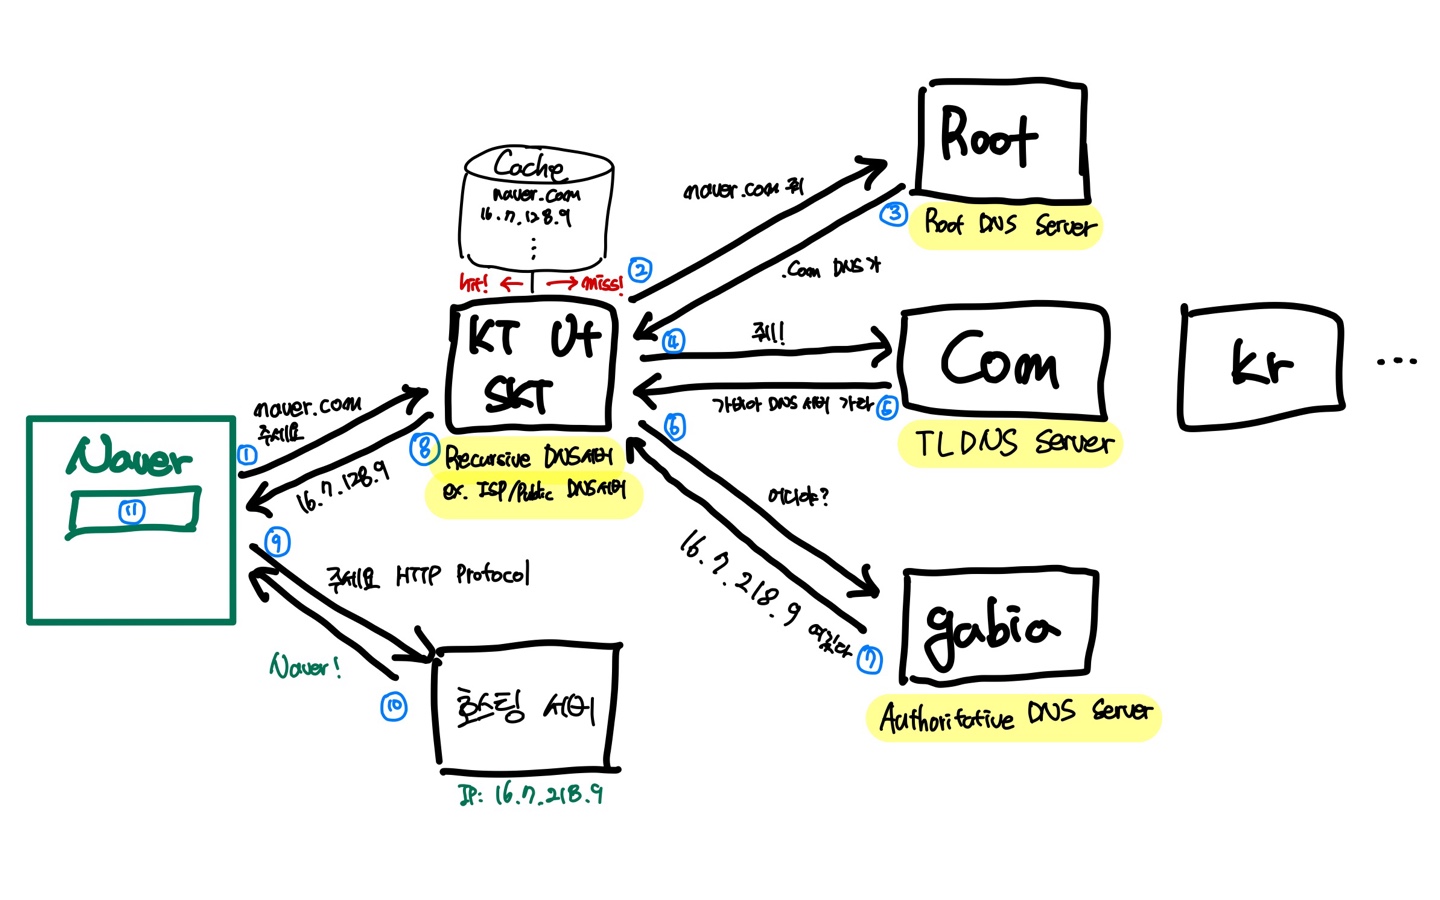 Cache
naver.com
16.7.128.9
⋮
hit! ← → miss!
②
KT U+
SKT
⑧
Recursive DNS서버
ex. ISP/Public DNS서버
naver.com 줘
Root
③
Root DNS Server
.com DNS가
④
줘!
Com
kr
...
가비아 DNS 서버 가라
⑤
TLDNS Server
naver.com
주세요
①
16.7.128.9
Naver
⑪
⑥
어디야?
16.7.218.9 여깄다
⑦
gabia
Authoritative DNS Server
⑨
주세요 HTTP Protocol
Naver!
⑩
호스팅 서버
IP: 16.7.218.9